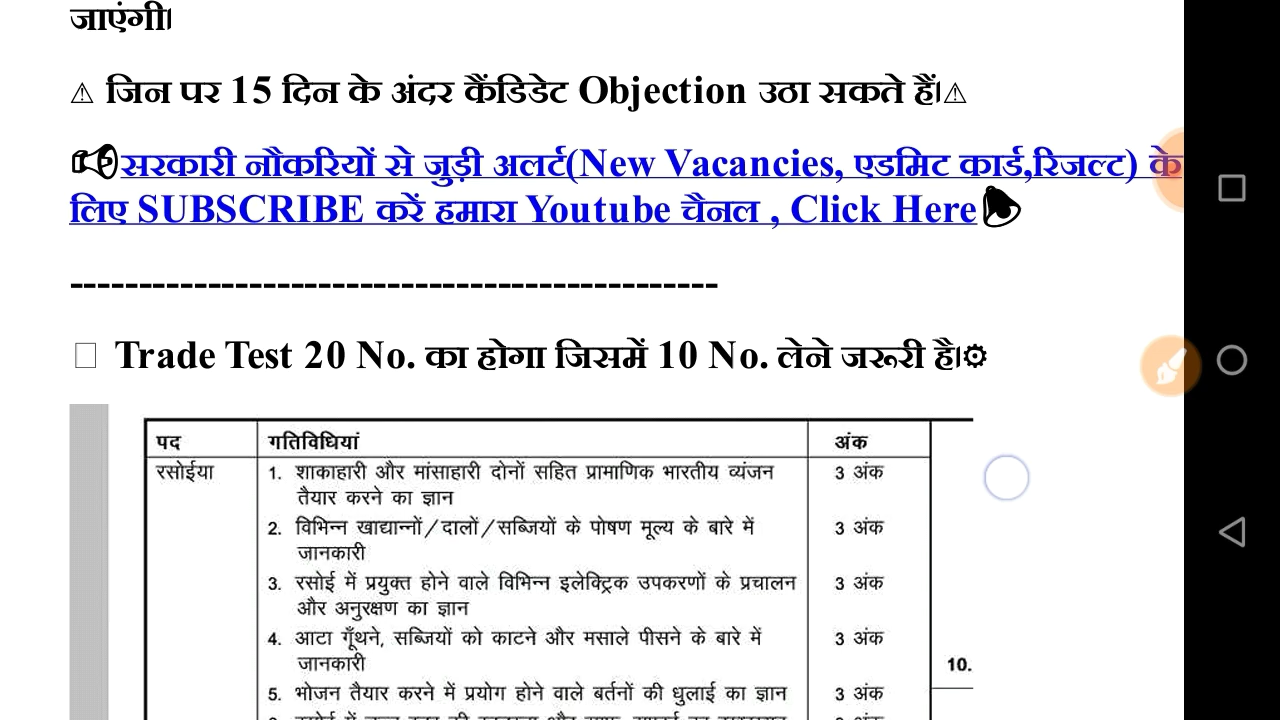 जाएंगी।
⚠ जिन पर 15 दिन के अंदर कैंडिडेट Objection उठा सकते हैं।⚠
📢सरकारी नौकरियों से जुड़ी अलर्ट(New Vacancies, एडमिट कार्ड,रिजल्ट) के
लिए SUBSCRIBE करें हमारा Youtube चैनल , Click Here🔔
-----------------------------------------------
Trade Test 20 No. का होगा जिसमें 10 No. लेने जरूरी है।⚙
पद गतिविधियां अंक
रसोईया 1. शाकाहारी और मांसाहारी दोनों सहित प्रामाणिक भारतीय व्यंजन 3 अंक
तैयार करने का ज्ञान
2. विभिन्न खाद्यान्नों/दालों/सब्जियों के पोषण मूल्य के बारे में 3 अंक
जानकारी
3. रसोई में प्रयुक्त होने वाले विभिन्न इलेक्ट्रिक उपकरणों के प्रचालन 3 अंक
और अनुरक्षण का ज्ञान
4. आटा गूँथने, सब्जियों को काटने और मसाले पीसने के बारे में 3 अंक
जानकारी
10.
5. भोजन तैयार करने में प्रयोग होने वाले बर्तनों की धुलाई का ज्ञान 3 अंक